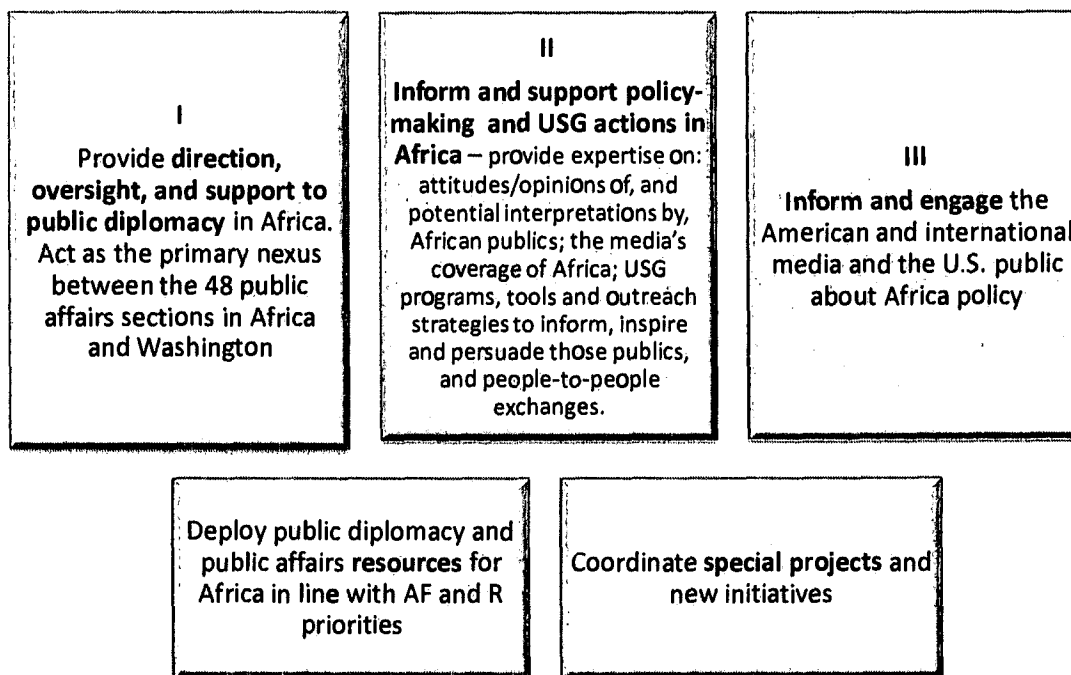 I
Provide direction,
oversight, and support to
public diplomacy in Africa.
Act as the primary nexus
between the 48 public
affairs sections in Africa
and Washington
II
Inform and support policy-
making and USG actions in
Africa – provide expertise on:
attitudes/opinions of, and
potential interpretations by,
African publics; the media's
coverage of Africa; USG
programs, tools and outreach
strategies to inform, inspire
and persuade those publics,
and people-to-people
exchanges.
III
Inform and engage the
American and international
media and the U.S. public
about Africa policy
Deploy public diplomacy and
public affairs resources for
Africa in line with AF and R
priorities
Coordinate special projects and
new initiatives